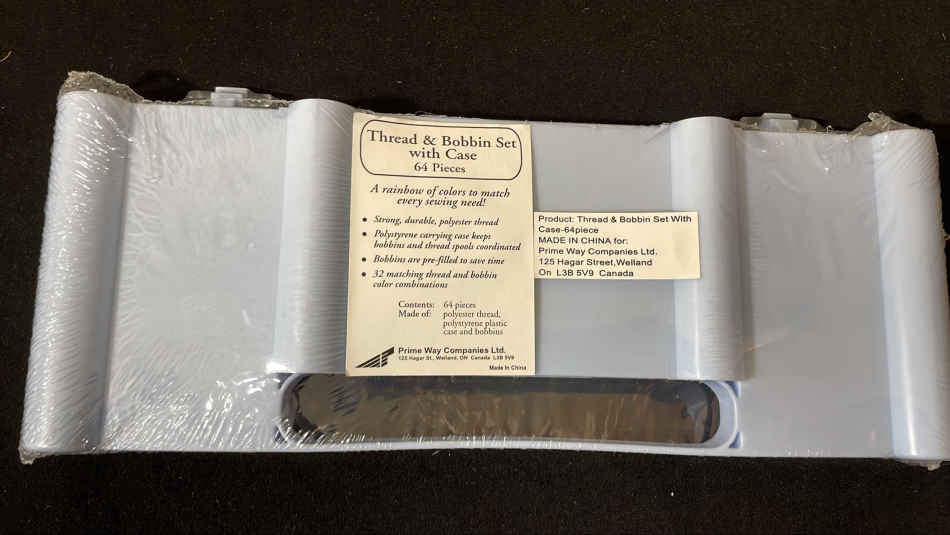 Thread & Bobbin Set
with Case
64 Pieces
A rainbow of colors to match
every sewing need!
• Strong, durable, polyester thread
• Polystyrene carrying case keeps
bobbins and thread spools coordinated
• Bobbins are pre-filled to save time
• 32 matching thread and bobbin
color combinations
Contents: 64 pieces
Made of: polyester thread,
polystyrene plastic
case and bobbins
Prime Way Companies Ltd.
125 Hagar St., Welland, ON Canada L3B 5V9
Made In China
Product: Thread & Bobbin Set With
Case-64piece
MADE IN CHINA for:
Prime Way Companies Ltd.
125 Hagar Street,Welland
On L3B 5V9 Canada